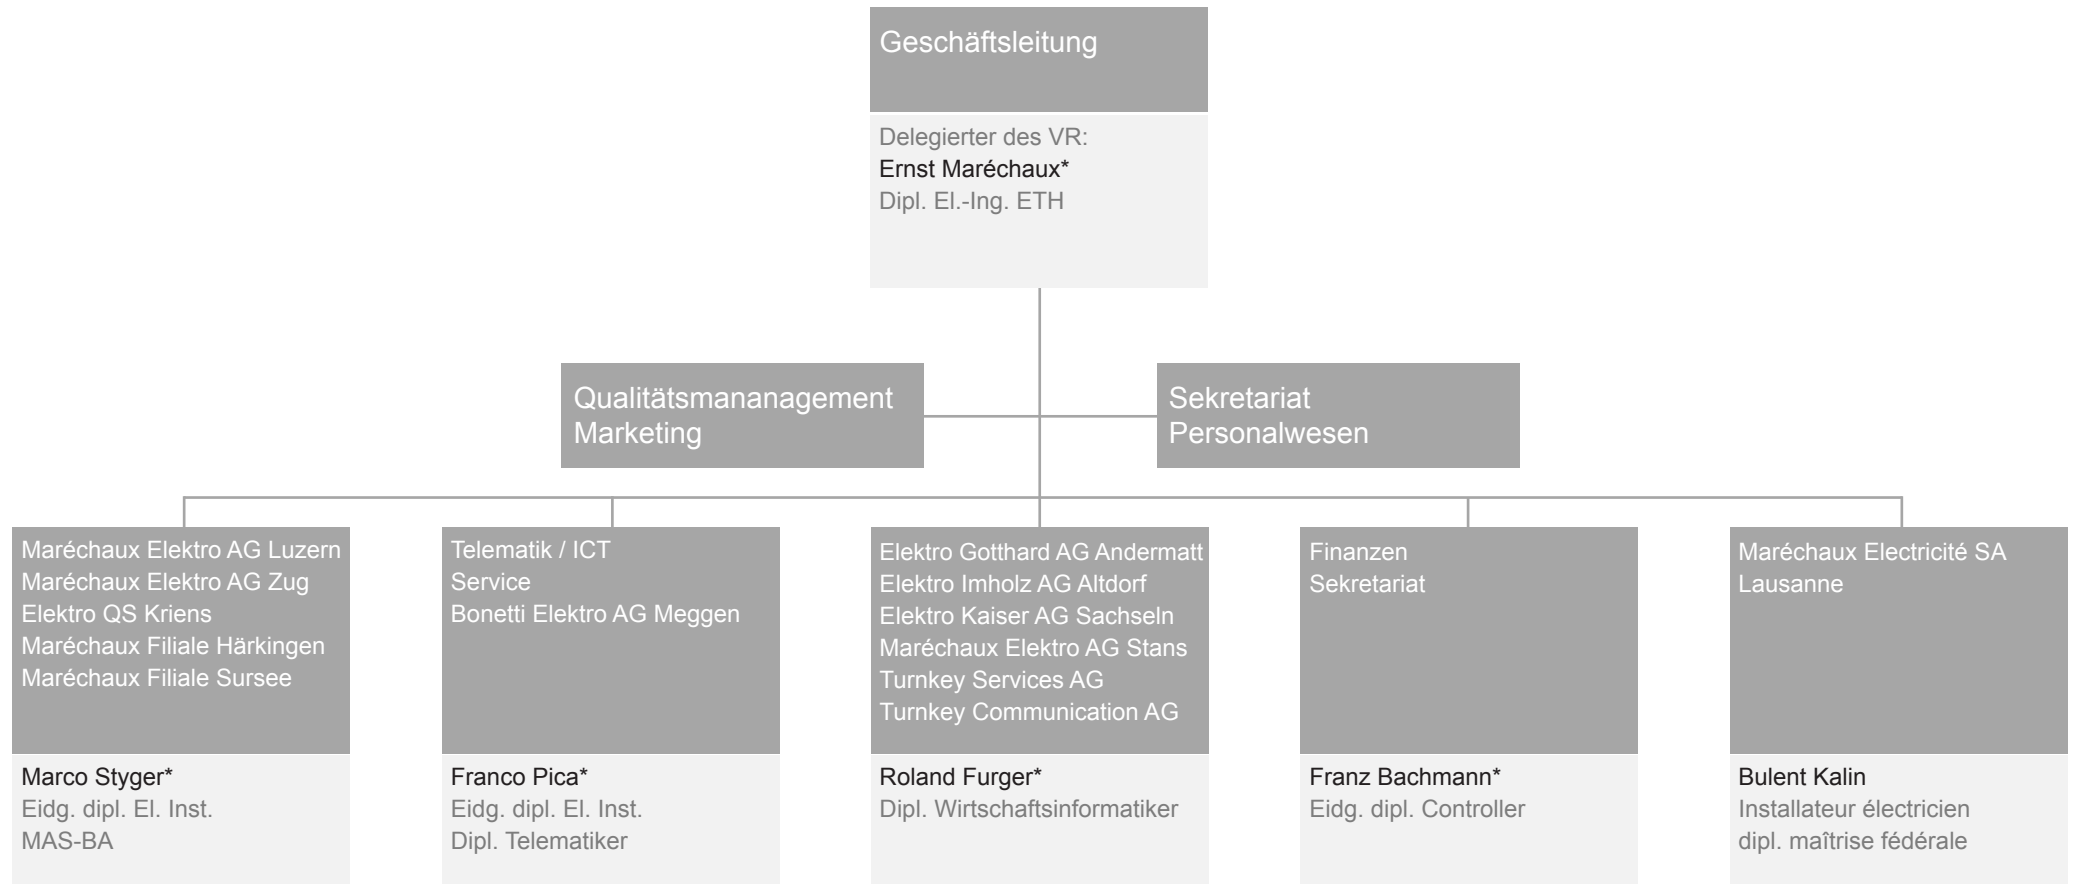 Geschäftsleitung
Delegierter des VR:
Ernst Maréchaux*
Dipl. El.-Ing. ETH
Qualitätsmananagement
Marketing
Sekretariat
Personalwesen
Maréchaux Elektro AG Luzern
Maréchaux Elektro AG Zug
Elektro QS Kriens
Maréchaux Filiale Härkingen
Maréchaux Filiale Sursee
Marco Styger*
Eidg. dipl. El. Inst.
MAS-BA
Telematik / ICT
Service
Bonetti Elektro AG Meggen
Franco Pica*
Eidg. dipl. El. Inst.
Dipl. Telematiker
Elektro Gotthard AG Andermatt
Elektro Imholz AG Altdorf
Elektro Kaiser AG Sachseln
Maréchaux Elektro AG Stans
Turnkey Services AG
Turnkey Communication AG
Roland Furger*
Dipl. Wirtschaftsinformatiker
Finanzen
Sekretariat
Franz Bachmann*
Eidg. dipl. Controller
Maréchaux Electricité SA
Lausanne
Bulent Kalin
Installateur électricien
dipl. maîtrise fédérale